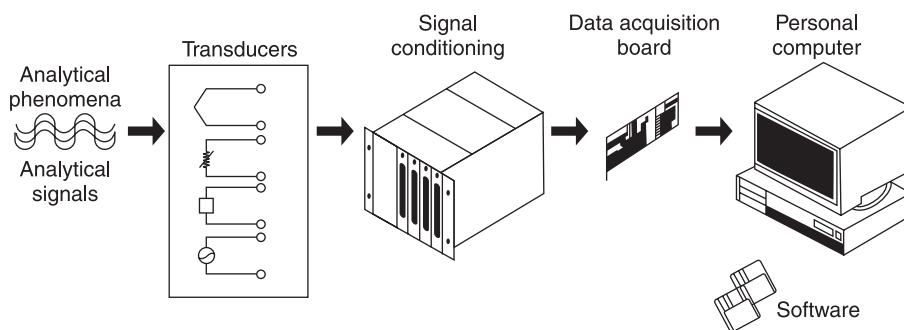 Analytical
phenomena
Analytical
signals
Transducers
Signal
conditioning
Data acquisition
board
Personal
computer
Software